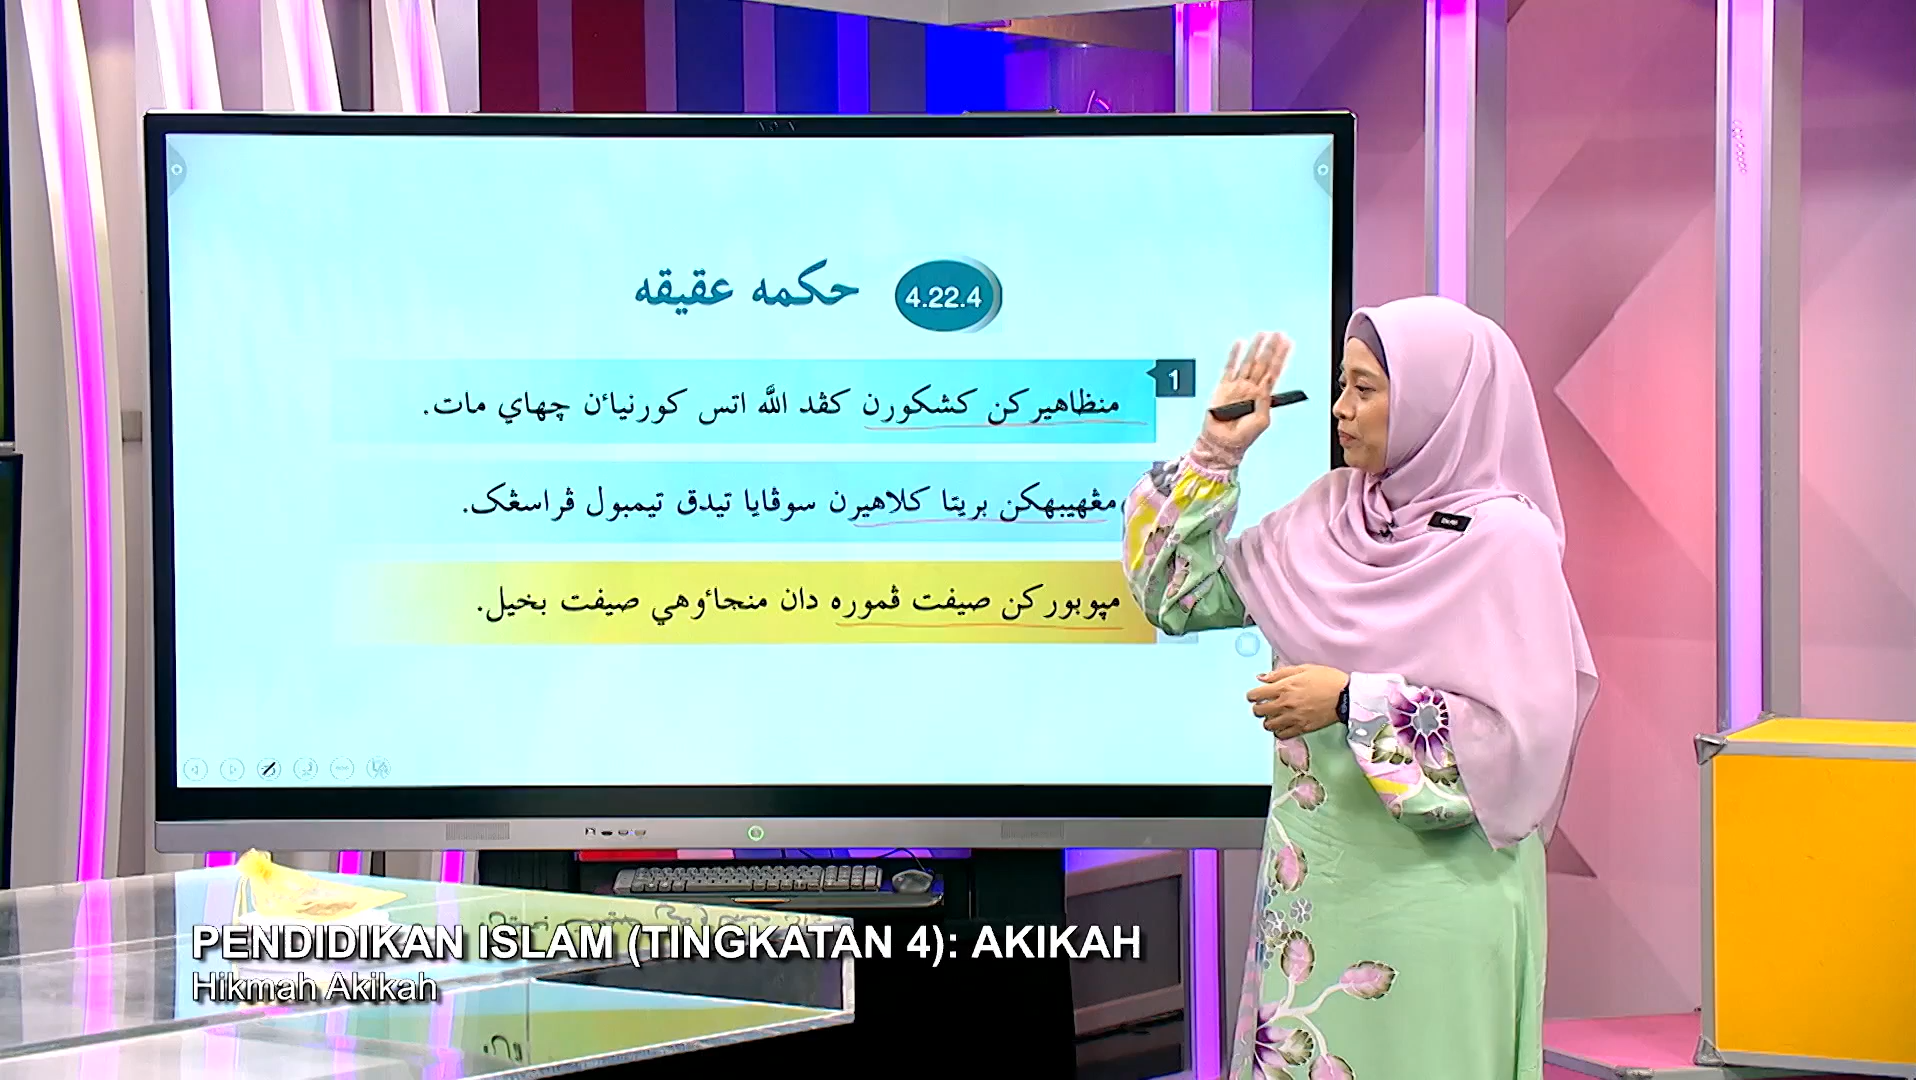 4.22.4 حکمه عقيقه
1
منظاهيرکن کشکورن کڤد الله اتس کورنياٴن چهاي مات.
مڠهيبهکن بريتا کلاهيرن سوڤايا تيدق تيمبول ڤراسڠک.
مڽوبورکن صيفت ڤموره دان منجاٴوهي صيفت بخيل.
PENDIDIKAN ISLAM (TINGKATAN 4): AKIKAH
Hikmah Akikah